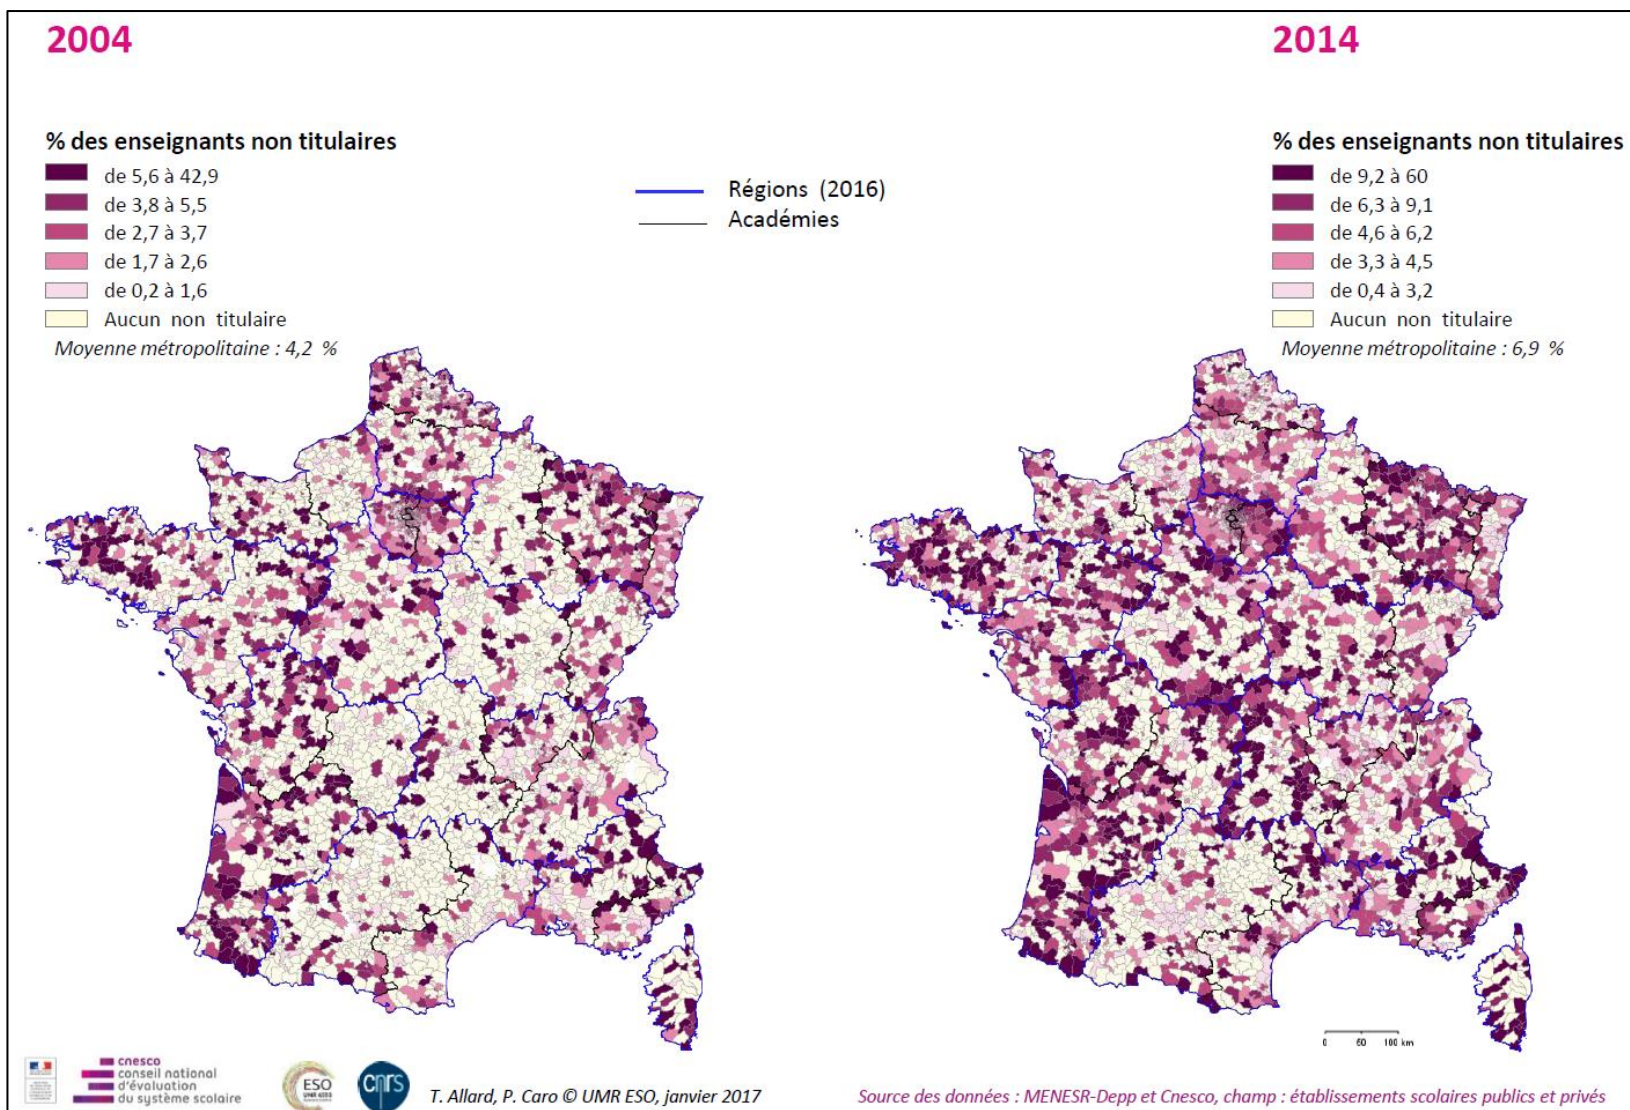 2004
2014
% des enseignants non titulaires
de 5,6 à 42,9
de 3,8 à 5,5
de 2,7 à 3,7
de 1,7 à 2,6
de 0,2 à 1,6
Aucun non titulaire
Moyenne métropolitaine : 4,2 %
Régions (2016)
Académies
% des enseignants non titulaires
de 9,2 à 60
de 6,3 à 9,1
de 4,6 à 6,2
de 3,3 à 4,5
de 0,4 à 3,2
Aucun non titulaire
Moyenne métropolitaine : 6,9 %
0 50 100 km
cnesco
conseil national
d'évaluation
du système scolaire
ESO
cnrs
T. Allard, P. Caro © UMR ESO, janvier 2017
Source des données : MENESR-Depp et Cnesco, champ : établissements scolaires publics et privés